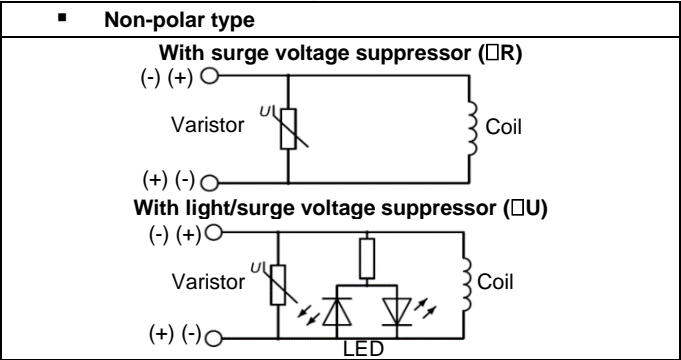 ▪ Non-polar type
With surge voltage suppressor (□R)
(-) (+)
Varistor U Coil
(+) (-)
With light/surge voltage suppressor (□U)
(-) (+)
Varistor U Coil
(+) (-)
LED